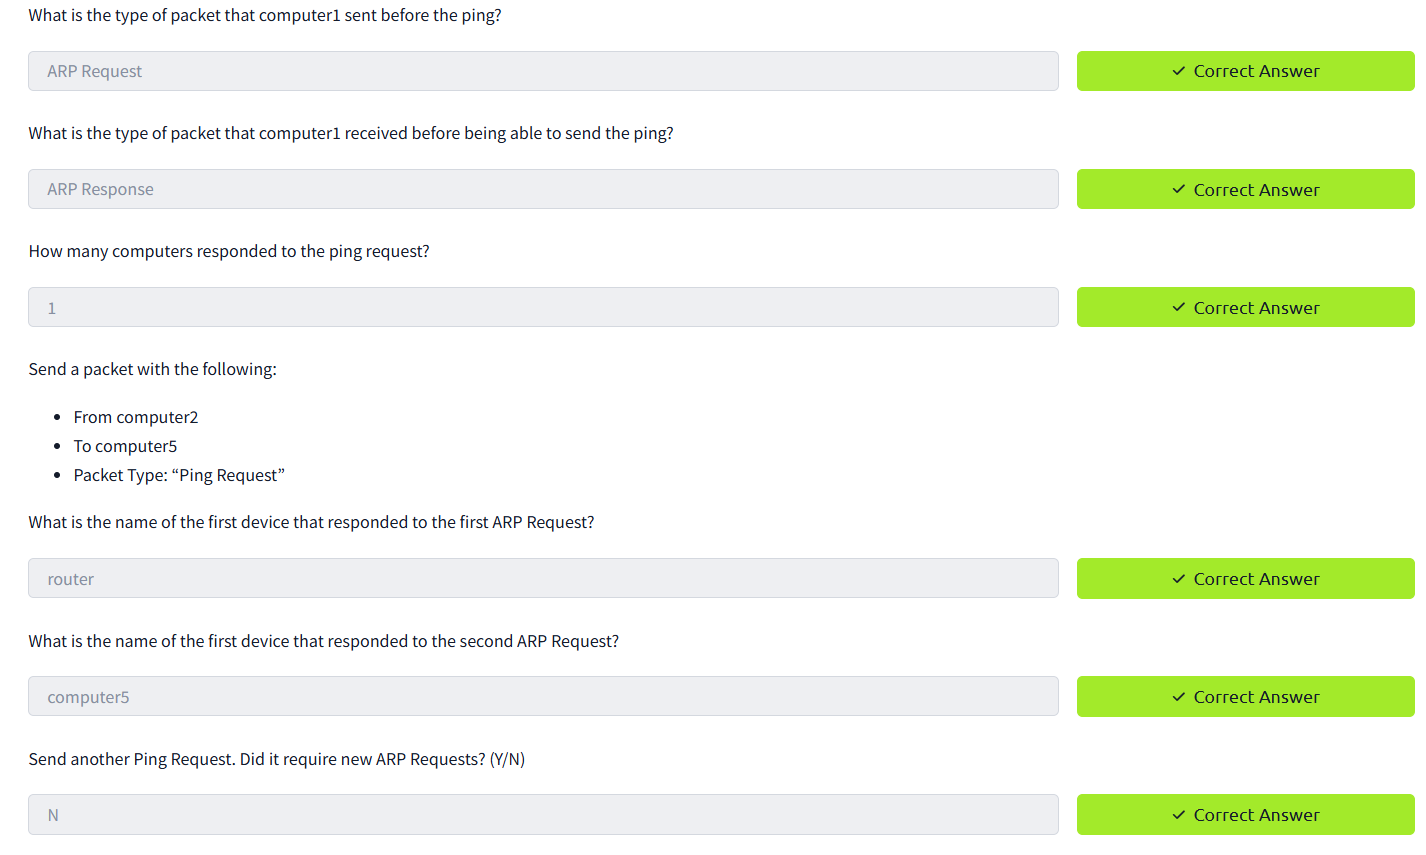 What is the type of packet that computer1 sent before the ping?
ARP Request
✓ Correct Answer
What is the type of packet that computer1 received before being able to send the ping?
ARP Response
✓ Correct Answer
How many computers responded to the ping request?
1
✓ Correct Answer
Send a packet with the following:
• From computer2
• To computer5
• Packet Type: “Ping Request”
What is the name of the first device that responded to the first ARP Request?
router
✓ Correct Answer
What is the name of the first device that responded to the second ARP Request?
computer5
✓ Correct Answer
Send another Ping Request. Did it require new ARP Requests? (Y/N)
N
✓ Correct Answer